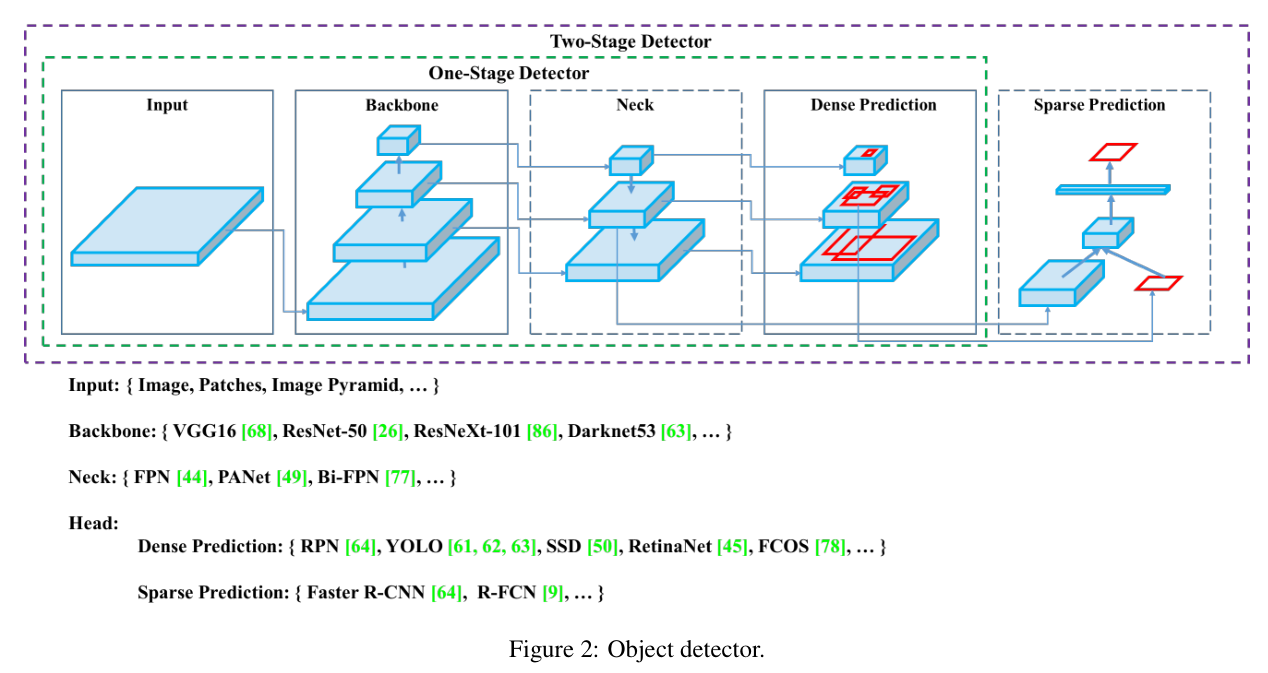 Two-Stage Detector
One-Stage Detector
Input
Backbone
Neck
Dense Prediction
Sparse Prediction
Input: { Image, Patches, Image Pyramid, … }
Backbone: { VGG16 [68], ResNet-50 [26], ResNeXt-101 [86], Darknet53 [63], … }
Neck: { FPN [44], PANet [49], Bi-FPN [77], … }
Head:
Dense Prediction: { RPN [64], YOLO [61, 62, 63], SSD [50], RetinaNet [45], FCOS [78], … }
Sparse Prediction: { Faster R-CNN [64], R-FCN [9], … }
Figure 2: Object detector.